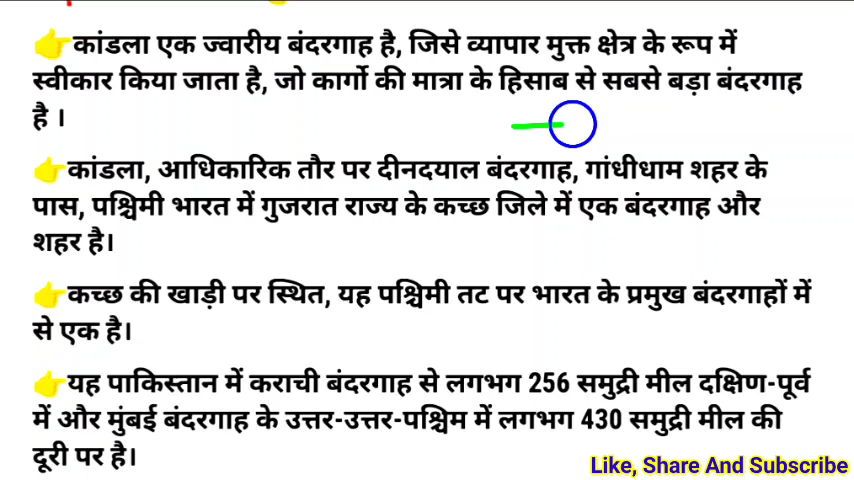 👉कांडला एक ज्वारीय बंदरगाह है, जिसे व्यापार मुक्त क्षेत्र के रूप में
स्वीकार किया जाता है, जो कार्गो की मात्रा के हिसाब से सबसे बड़ा बंदरगाह
है ।
👉कांडला, आधिकारिक तौर पर दीनदयाल बंदरगाह, गांधीधाम शहर के
पास, पश्चिमी भारत में गुजरात राज्य के कच्छ जिले में एक बंदरगाह और
शहर है।
👉कच्छ की खाड़ी पर स्थित, यह पश्चिमी तट पर भारत के प्रमुख बंदरगाहों में
से एक है।
👉यह पाकिस्तान में कराची बंदरगाह से लगभग 256 समुद्री मील दक्षिण-पूर्व
में और मुंबई बंदरगाह के उत्तर-उत्तर-पश्चिम में लगभग 430 समुद्री मील की
दूरी पर है।
Like, Share And Subscribe